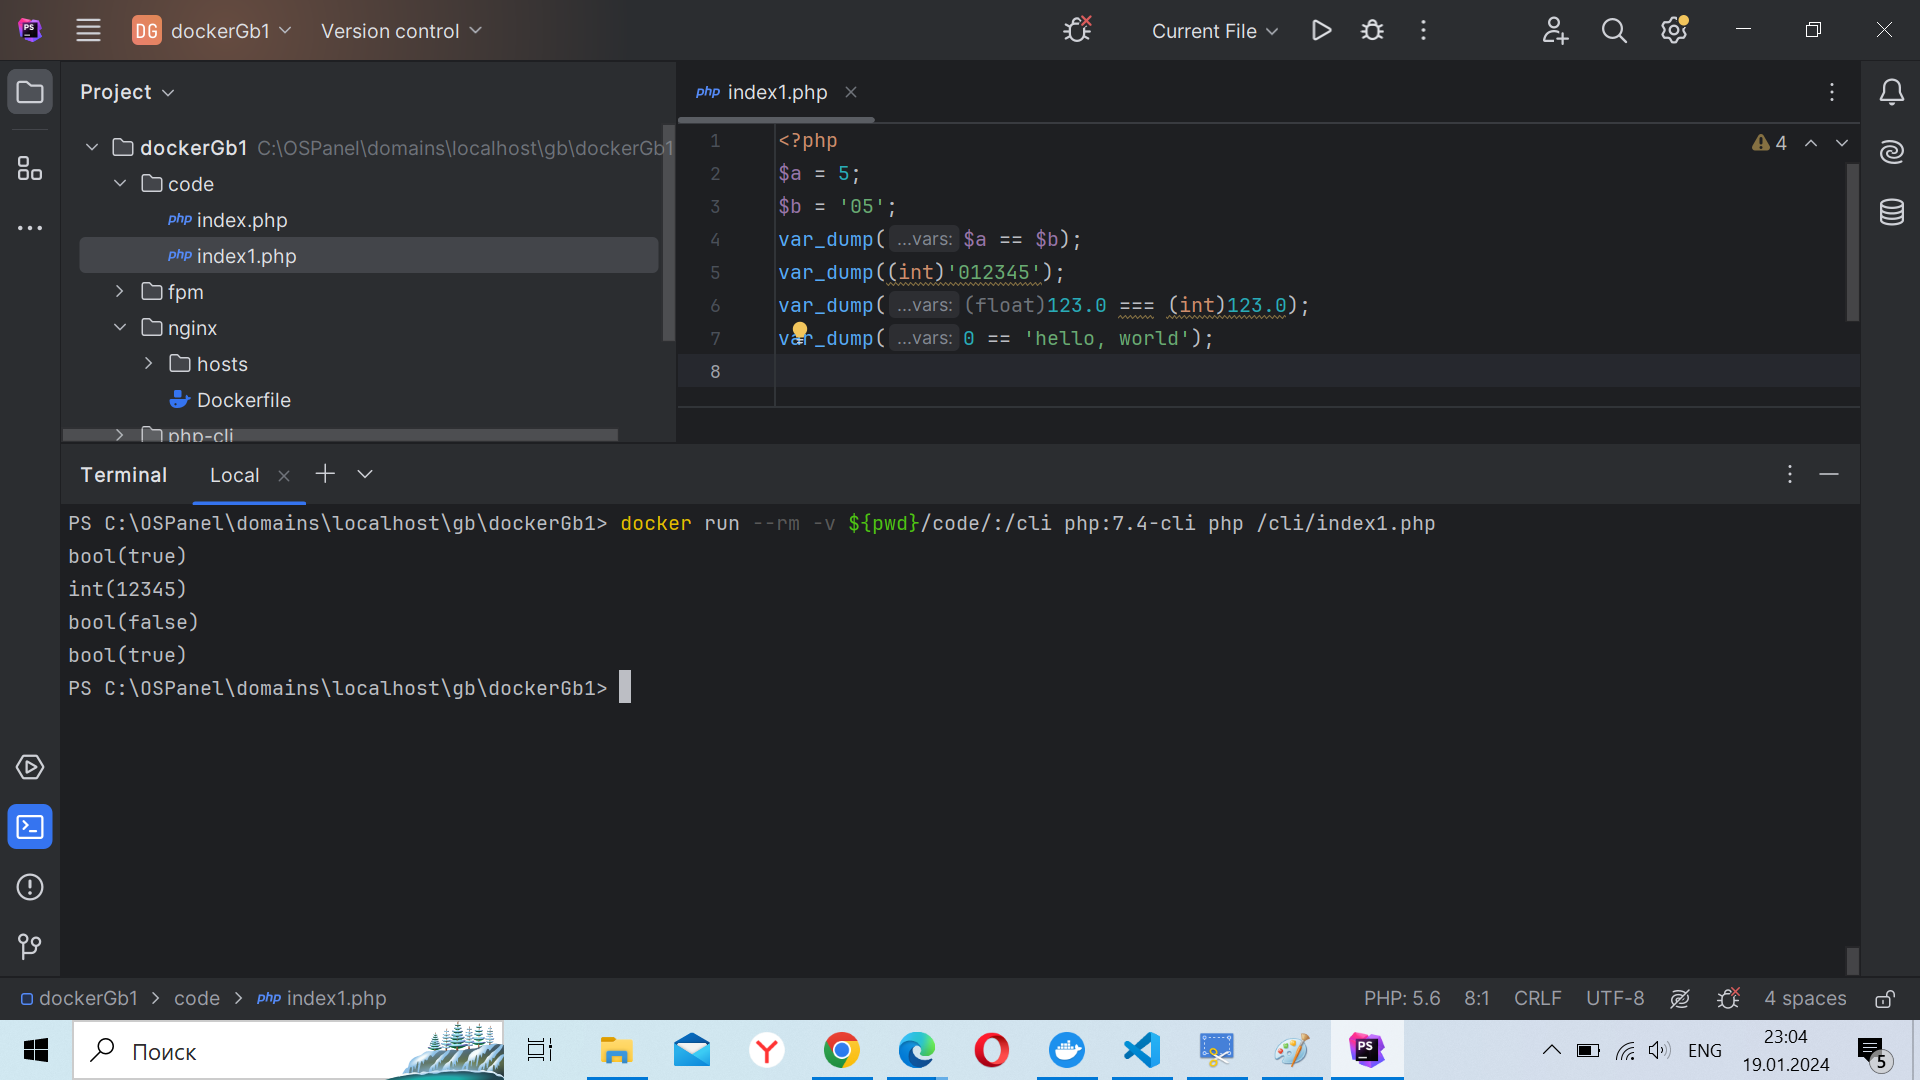 PS
DG dockerGb1
Version control
Current File
Project
php index1.php
dockerGb1 C:\OSPanel\domains\localhost\gb\dockerGb1
code
php index.php
php index1.php
fpm
nginx
hosts
Dockerfile
php-cli
4
1 <?php
2 $a = 5;
3 $b = '05';
4 var_dump( ...vars: $a == $b);
5 var_dump((int)'012345');
6 var_dump( ...vars: (float)123.0 === (int)123.0);
7 var_dump( ...vars: 0 == 'hello, world');
8
Terminal
Local
PS C:\OSPanel\domains\localhost\gb\dockerGb1> docker run --rm -v ${pwd}/code/:/cli php:7.4-cli php /cli/index1.php
bool(true)
int(12345)
bool(false)
bool(true)
PS C:\OSPanel\domains\localhost\gb\dockerGb1>
dockerGb1 > code > php index1.php
PHP: 5.6
8:1
CRLF
UTF-8
4 spaces
Поиск
PS
ENG
23:04
19.01.2024
5